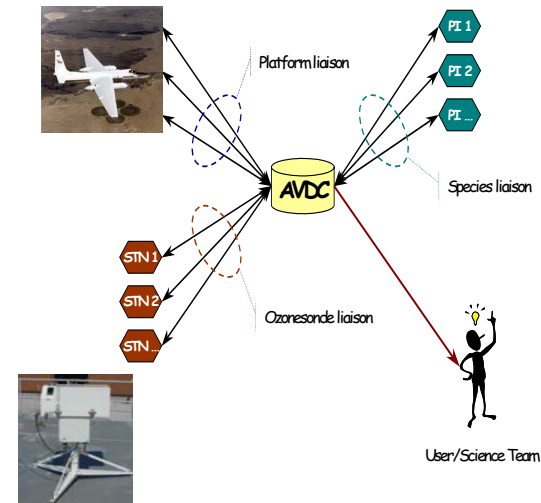 PI 1
Platform liaison
PI 2
PI ...
AVDC
Species liaison
STN 1
STN 2
Ozonesonde liaison
STN ...
User/Science Team